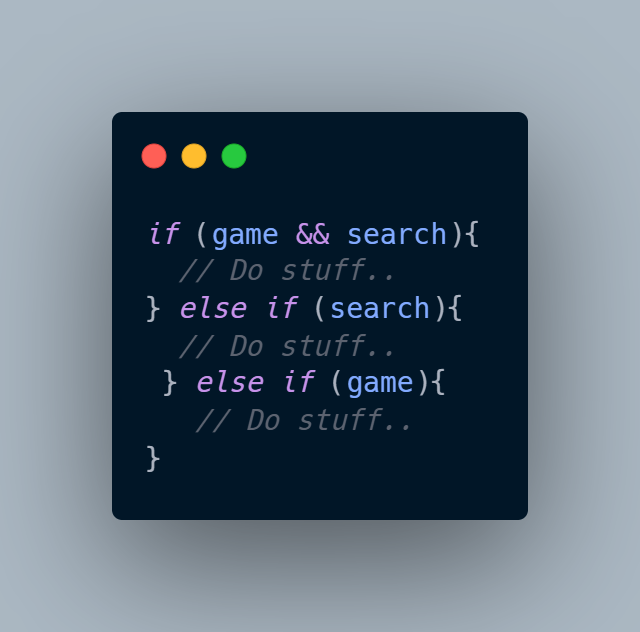 if (game && search){
  // Do stuff..
} else if (search){
  // Do stuff..
 } else if (game){
   // Do stuff..
}